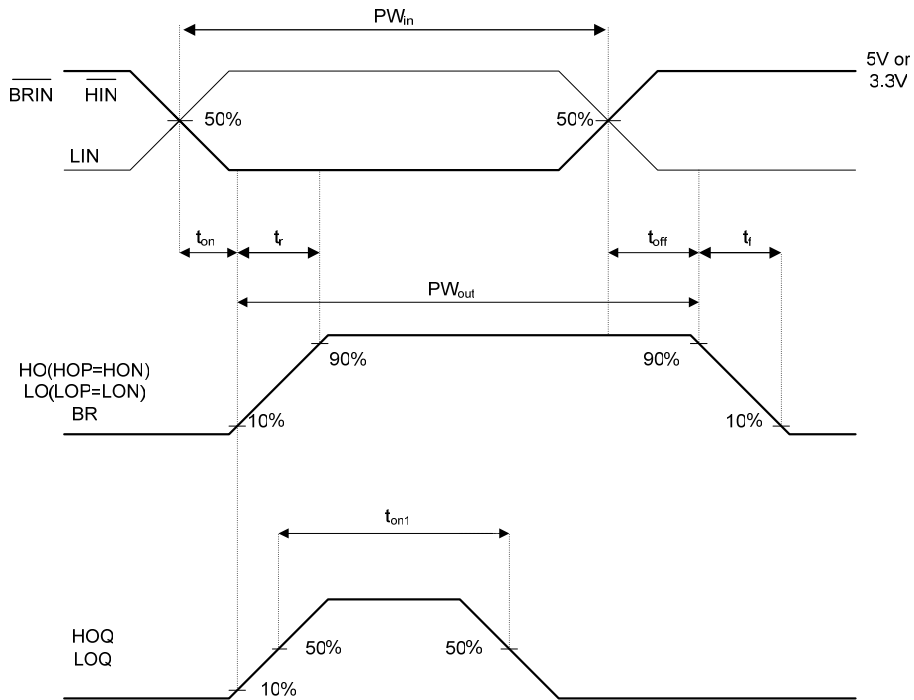 PWin
BRIN HIN
5V or
3.3V
50%
50%
LIN
ton
tr
toff
tf
PWout
HO(HOP=HON)
LO(LOP=LON)
BR
90%
90%
10%
10%
ton1
HOQ
LOQ
50%
50%
10%